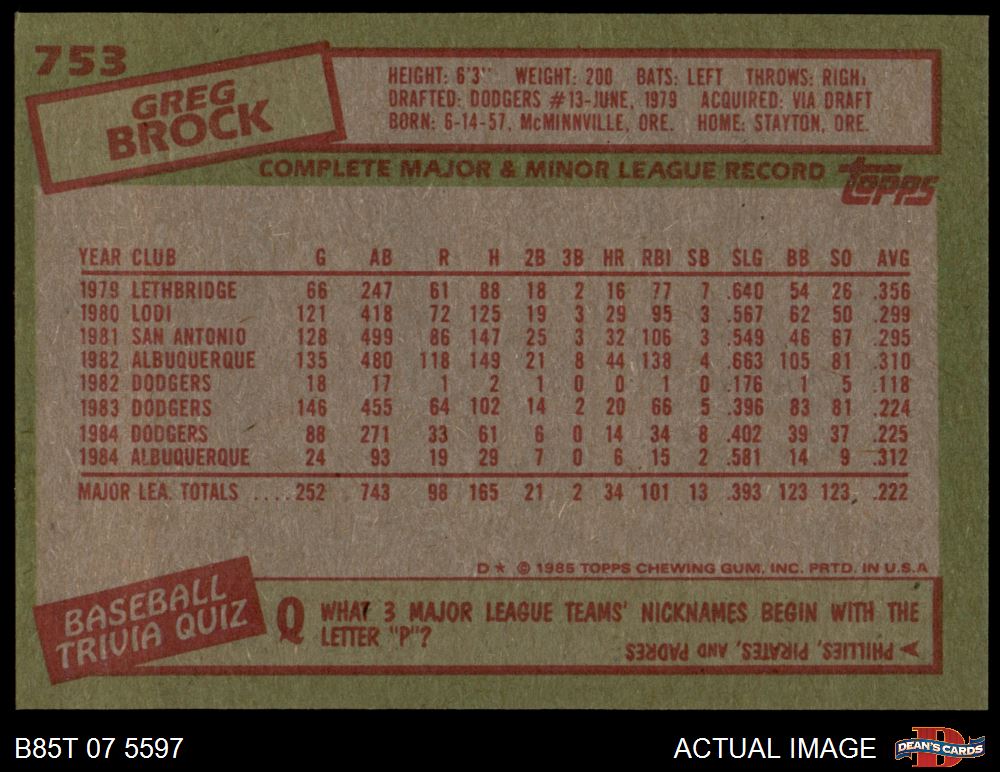 753
GREG
BROCK
HEIGHT: 6'3" WEIGHT: 200 BATS: LEFT THROWS: RIGH.
DRAFTED: DODGERS #13-JUNE, 1979 ACQUIRED: VIA DRAFT
BORN: 6-14-57, McMINNVILLE, ORE. HOME: STAYTON, ORE.
COMPLETE MAJOR & MINOR LEAGUE RECORD
topps
YEAR CLUB G AB R H 2B 3B HR RBI SB SLG BB SO AVG
1979 LETHBRIDGE 66 247 61 88 18 2 16 77 7 .640 54 26 .356
1980 LODI 121 418 72 125 19 3 29 95 3 .567 62 50 .299
1981 SAN ANTONIO 128 499 86 147 25 3 32 106 3 .549 46 67 .295
1982 ALBUQUERQUE 135 480 118 149 21 8 44 138 4 .663 105 81 .310
1982 DODGERS 18 17 1 2 1 0 0 1 0 .176 1 5 .118
1983 DODGERS 146 455 64 102 14 2 20 66 5 .396 83 81 .224
1984 DODGERS 88 271 33 61 6 0 14 34 8 .402 39 37 .225
1984 ALBUQUERQUE 24 93 19 29 7 0 6 15 2 .581 14 9 .312
MAJOR LEA. TOTALS ....252 743 98 165 21 2 34 101 13 .393 123 123 .222
D★ © 1985 TOPPS CHEWING GUM, INC. PRTD. IN U.S.A
BASEBALL
TRIVIA QUIZ
Q WHAT 3 MAJOR LEAGUE TEAMS' NICKNAMES BEGIN WITH THE
LETTER "P"?
A PHILLIES, PIRATES, AND PADRES
B85T 07 5597
ACTUAL IMAGE
D
DEAN'S CARDS